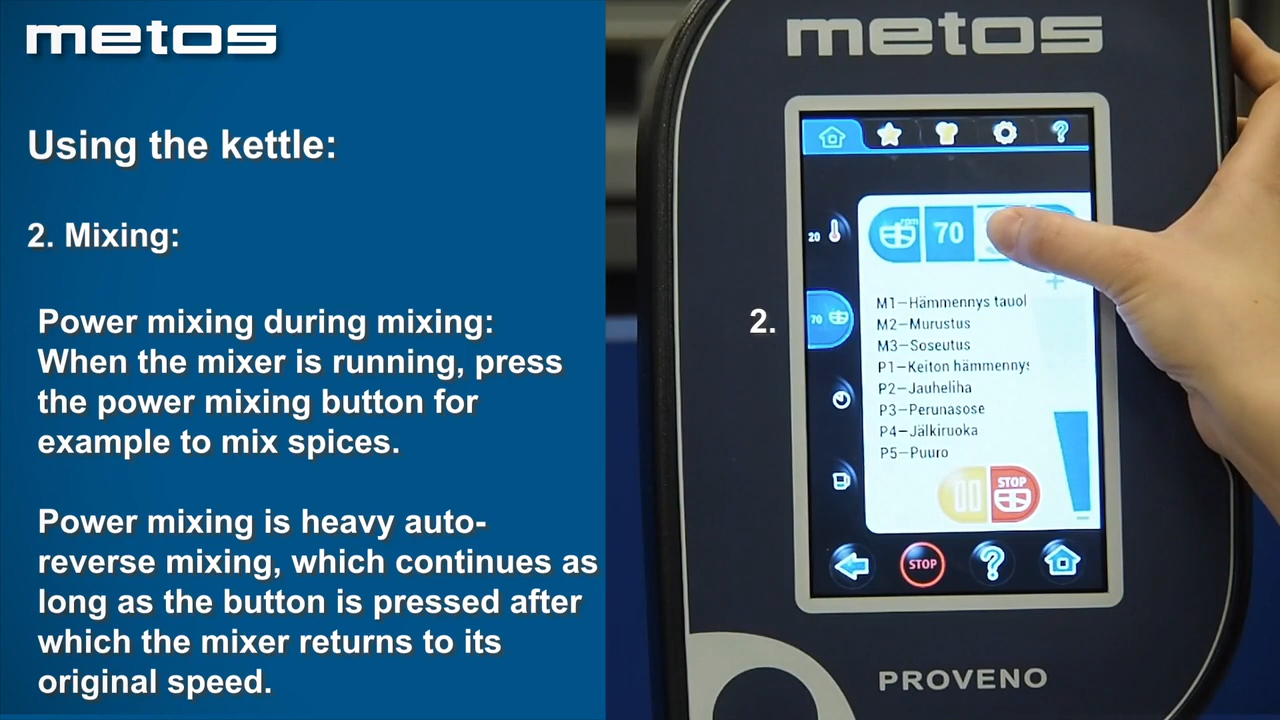 metos
Using the kettle:
2. Mixing:
Power mixing during mixing:
When the mixer is running, press
the power mixing button for
example to mix spices.
Power mixing is heavy auto-
reverse mixing, which continues as
long as the button is pressed after
which the mixer returns to its
original speed.
metos
20
rpm
70
2.
70
M1–Hämmennys tauol
M2–Murustus
M3–Soseutus
P1–Keiton hämmennys
P2–Jauheliha
P3–Perunasose
P4–Jälkiruoka
P5–Puuro
STOP
STOP
PROVENO